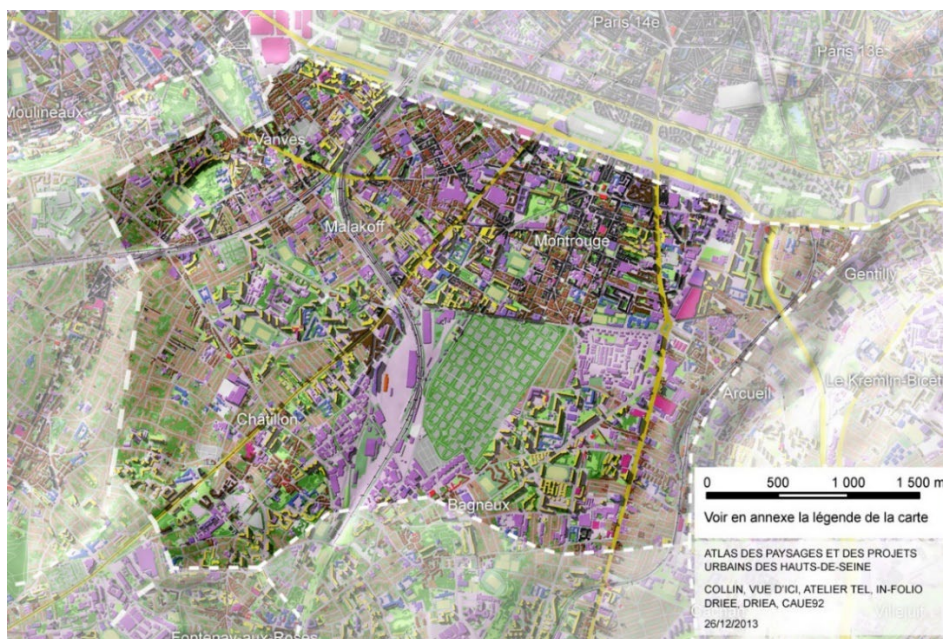 Paris 14e
Paris 13e
Moulineaux
Vanves
Malakoff
Montrouge
Gentilly
Le Kremlin-Bicet
Arcueil
Châtillon
Bagneux
Fontenay-aux-Roses
Villejuif
0 500 1 000 1 500 m
Voir en annexe la légende de la carte
ATLAS DES PAYSAGES ET DES PROJETS
URBAINS DES HAUTS-DE-SEINE
COLLIN, VUE D'ICI, ATELIER TEL, IN-FOLIO
DRIEE, DRIEA, CAUE92
26/12/2013